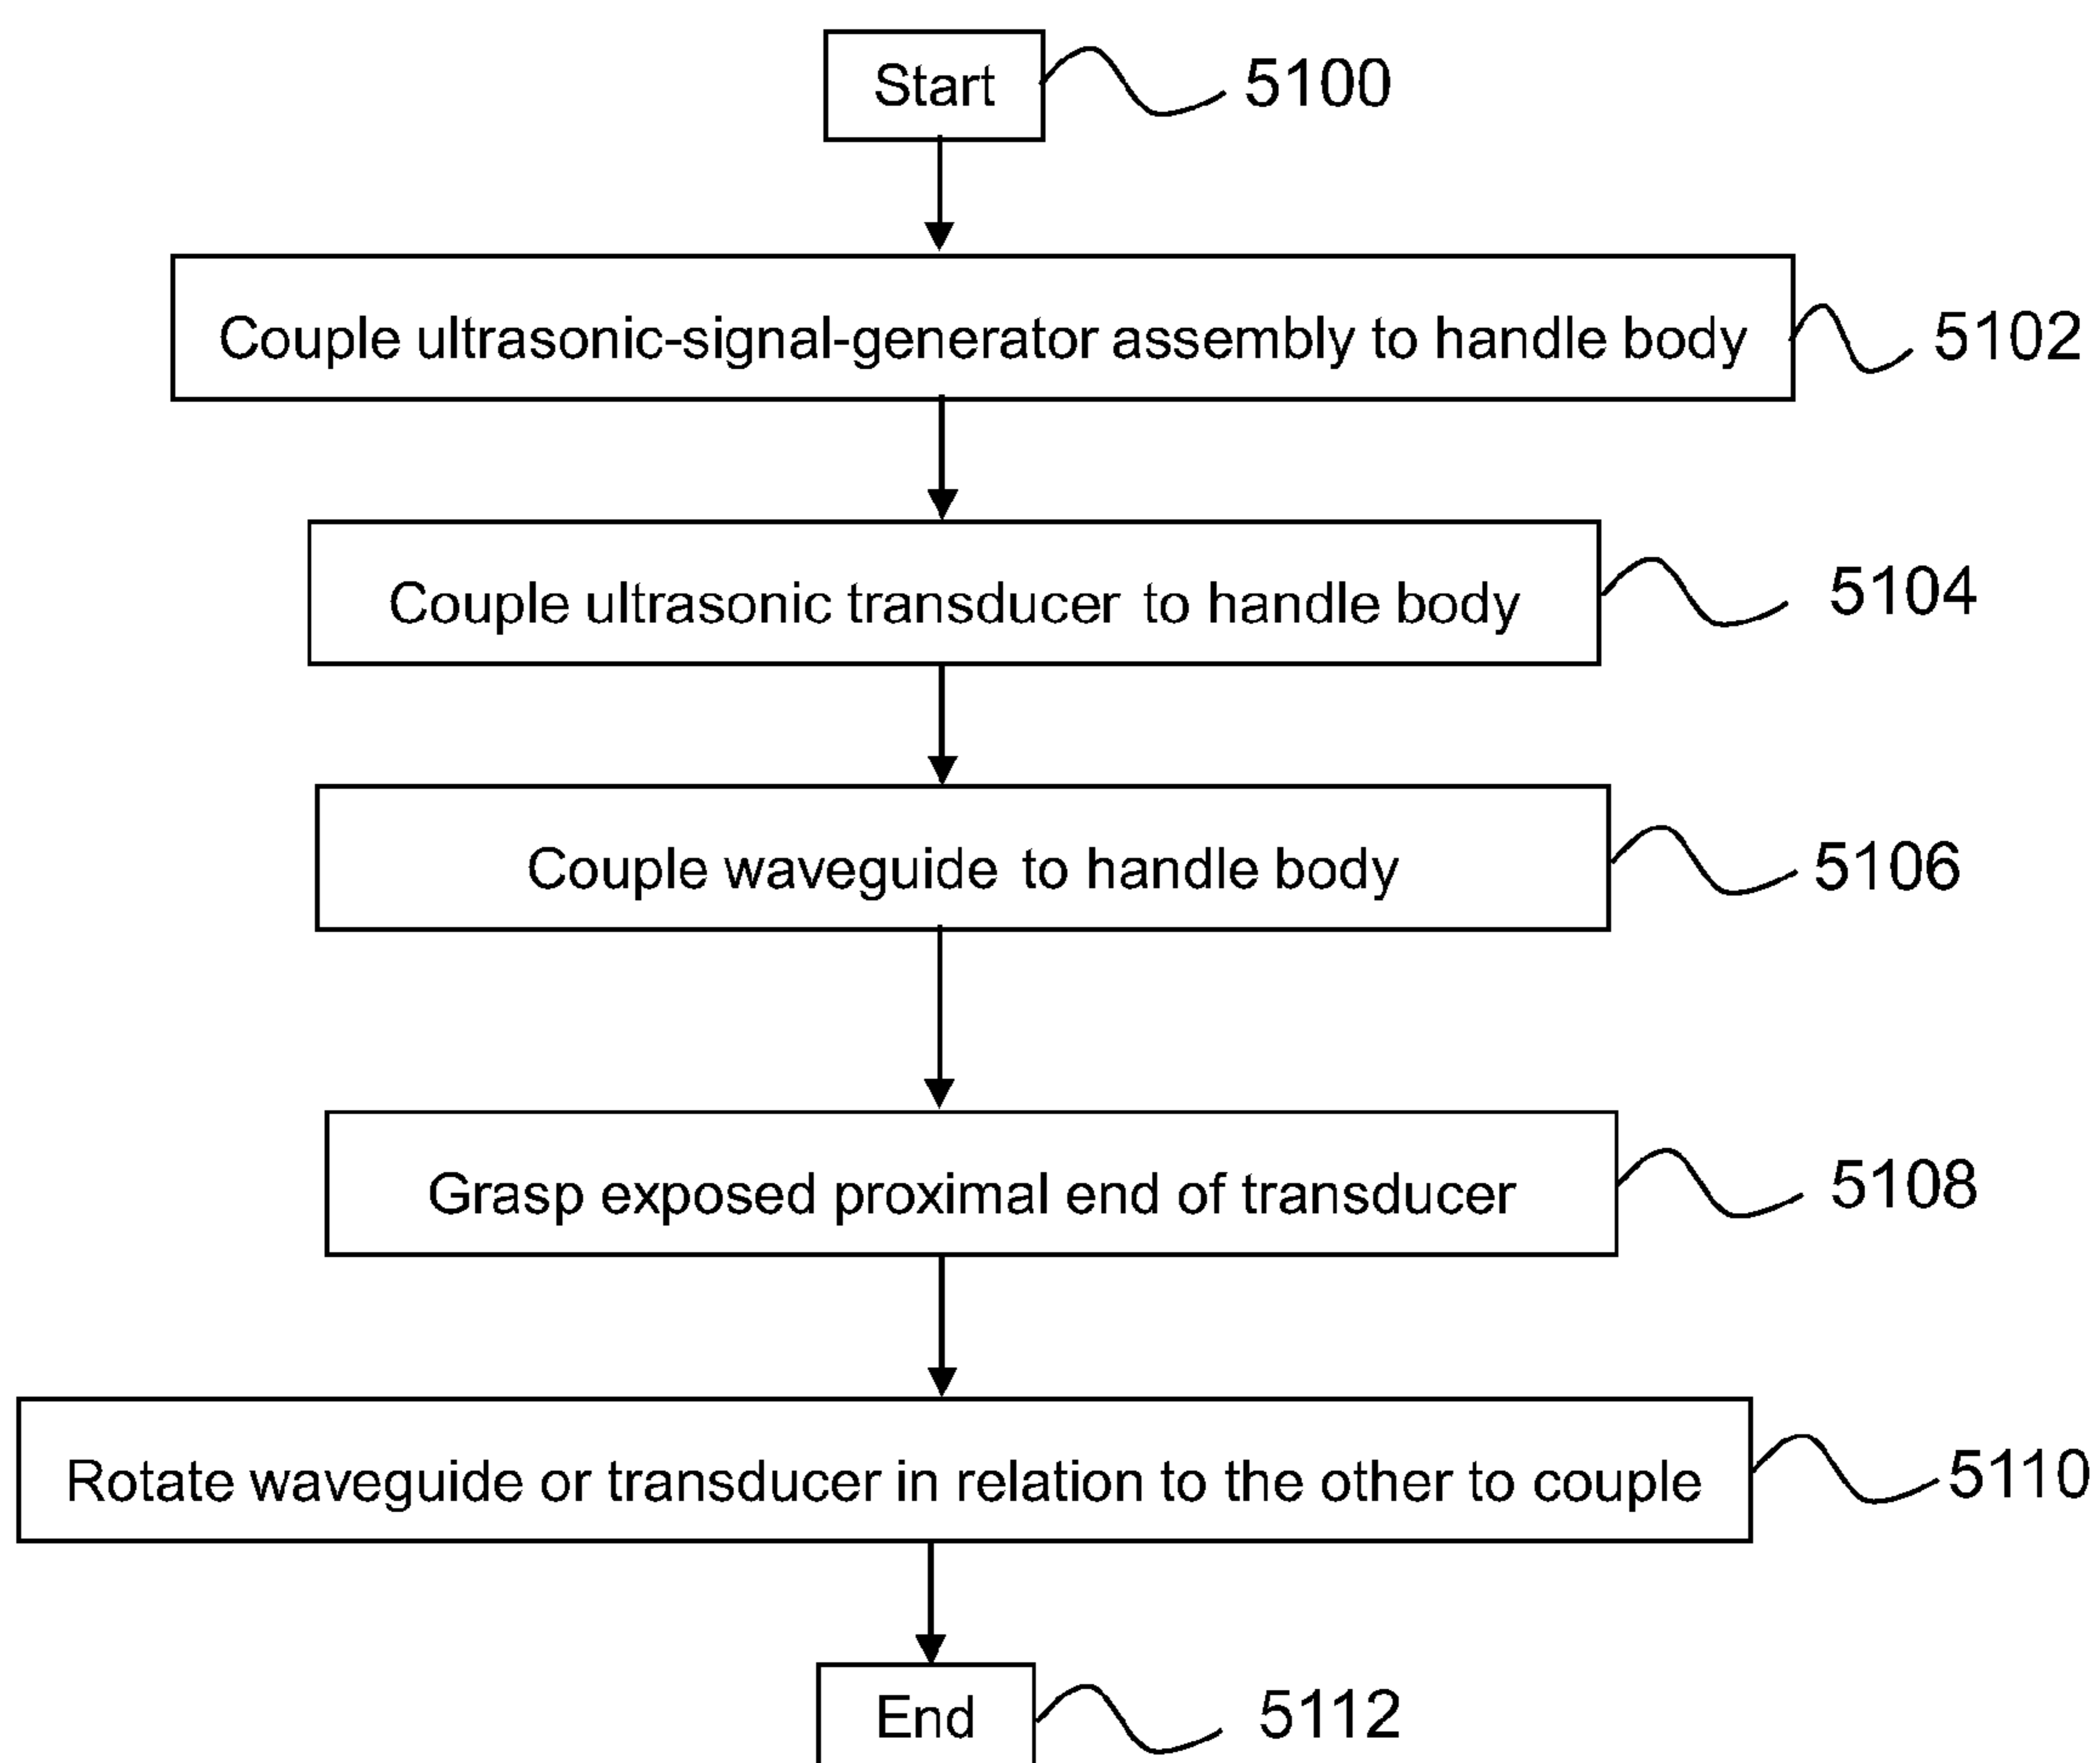 Start 5100
Couple ultrasonic-signal-generator assembly to handle body 5102
Couple ultrasonic transducer to handle body 5104
Couple waveguide to handle body 5106
Grasp exposed proximal end of transducer 5108
Rotate waveguide or transducer in relation to the other to couple 5110
End 5112